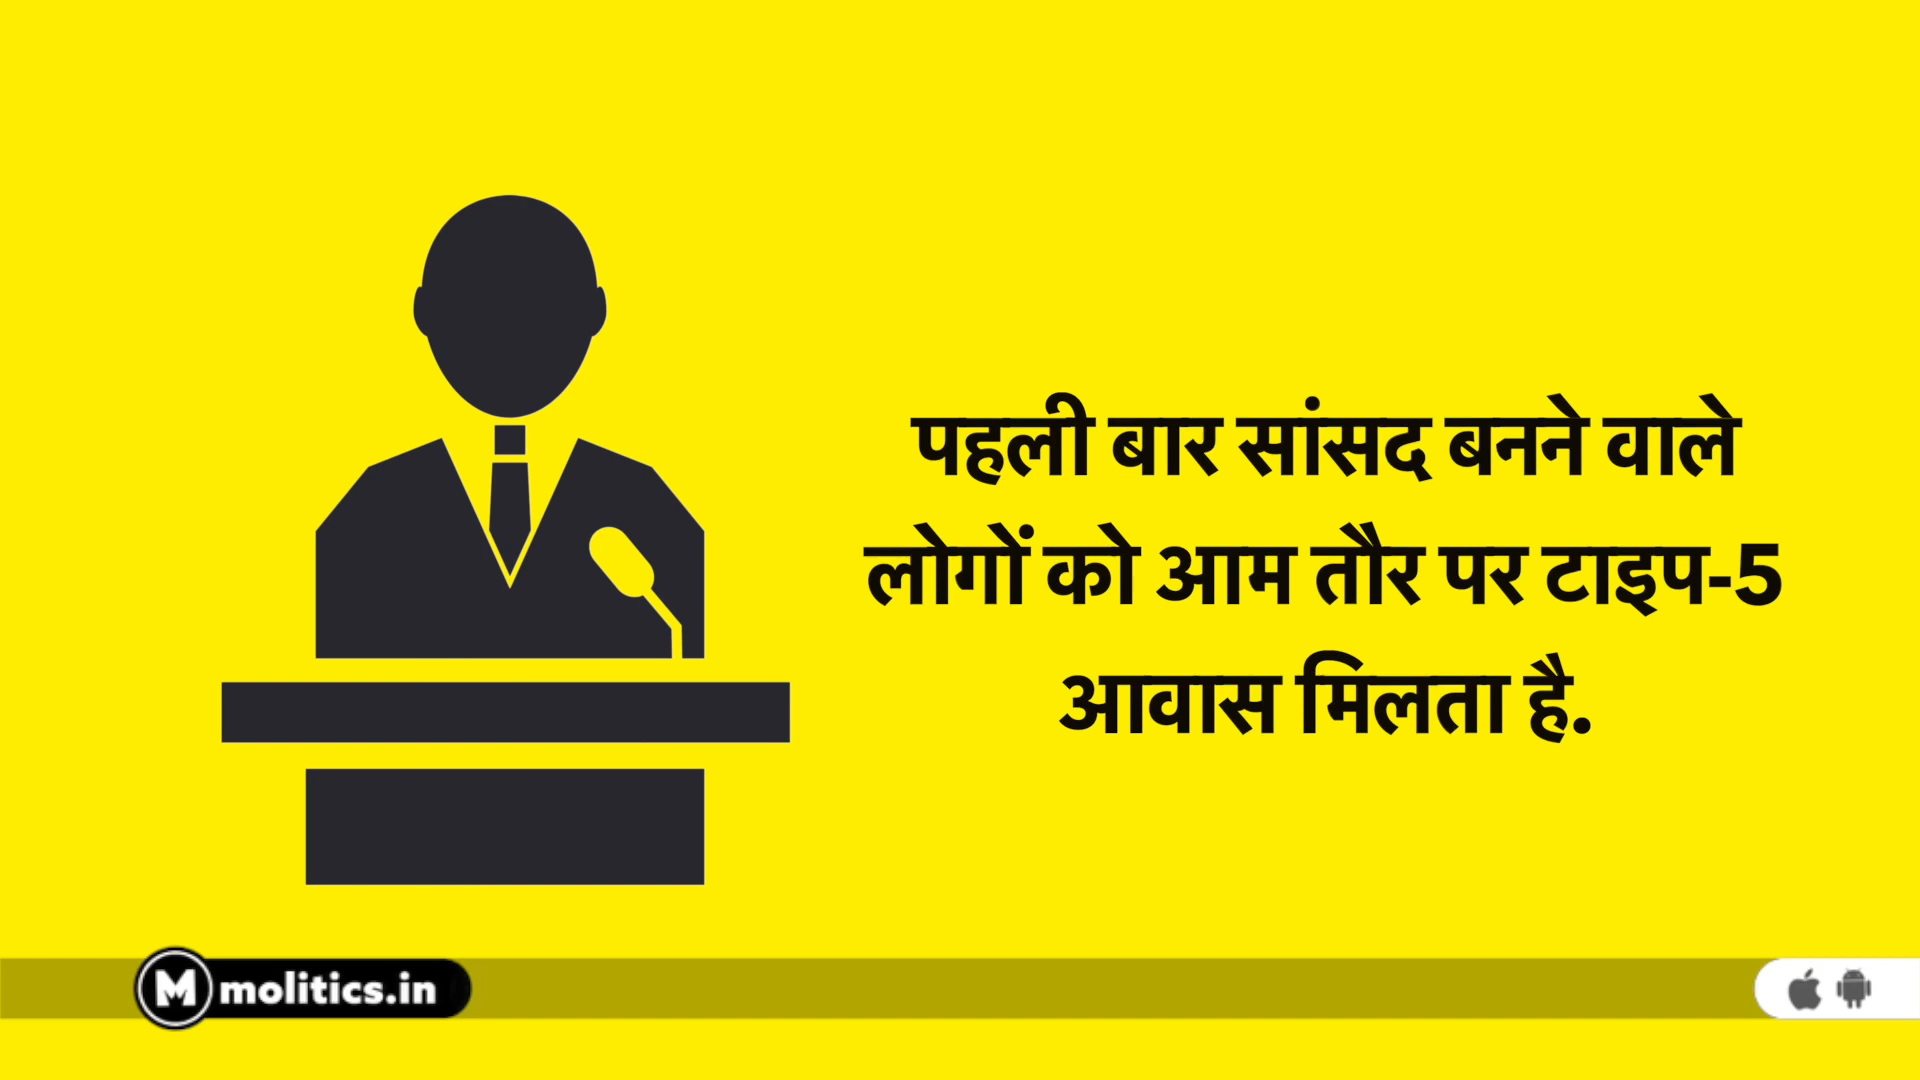 पहली बार सांसद बनने वाले
लोगों को आम तौर पर टाइप-5
आवास मिलता है.
M molitics.in